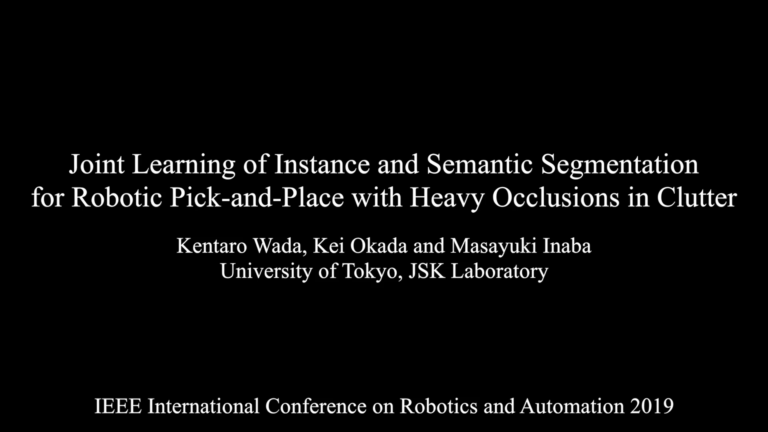 Joint Learning of Instance and Semantic Segmentation
for Robotic Pick-and-Place with Heavy Occlusions in Clutter
Kentaro Wada, Kei Okada and Masayuki Inaba
University of Tokyo, JSK Laboratory
IEEE International Conference on Robotics and Automation 2019